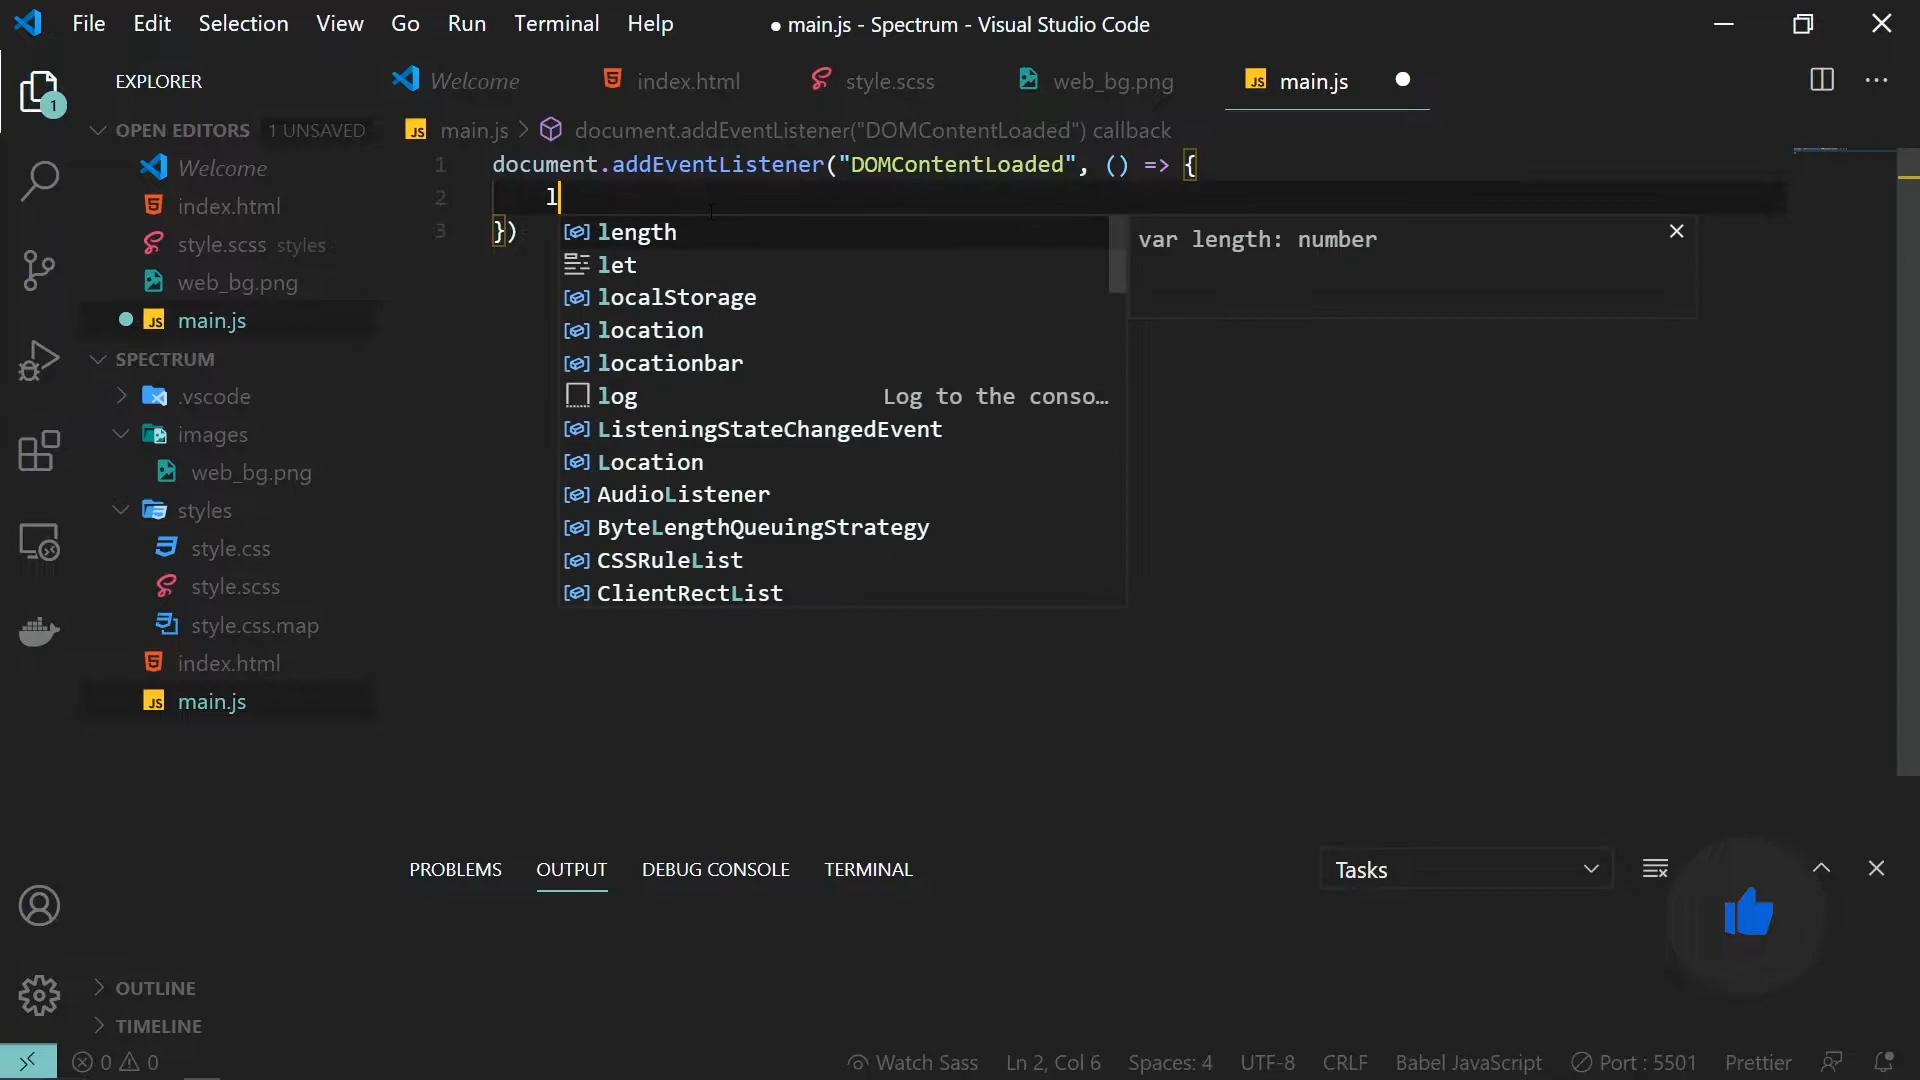 File Edit Selection View Go Run Terminal Help ● main.js - Spectrum - Visual Studio Code
EXPLORER
Welcome index.html style.scss web_bg.png JS main.js
1
OPEN EDITORS 1 UNSAVED
JS main.js > document.addEventListener("DOMContentLoaded") callback
Welcome
index.html
style.scss styles
web_bg.png
JS main.js
SPECTRUM
.vscode
images
web_bg.png
styles
style.css
style.scss
style.css.map
index.html
JS main.js
OUTLINE
TIMELINE
1 document.addEventListener("DOMContentLoaded", () => {
2 l
3 })
length
let
localStorage
location
locationbar
log Log to the conso…
ListeningStateChangedEvent
Location
AudioListener
ByteLengthQueuingStrategy
CSSRuleList
ClientRectList
var length: number
PROBLEMS OUTPUT DEBUG CONSOLE TERMINAL Tasks
0 0 Watch Sass Ln 2, Col 6 Spaces: 4 UTF-8 CRLF Babel JavaScript Port : 5501 Prettier